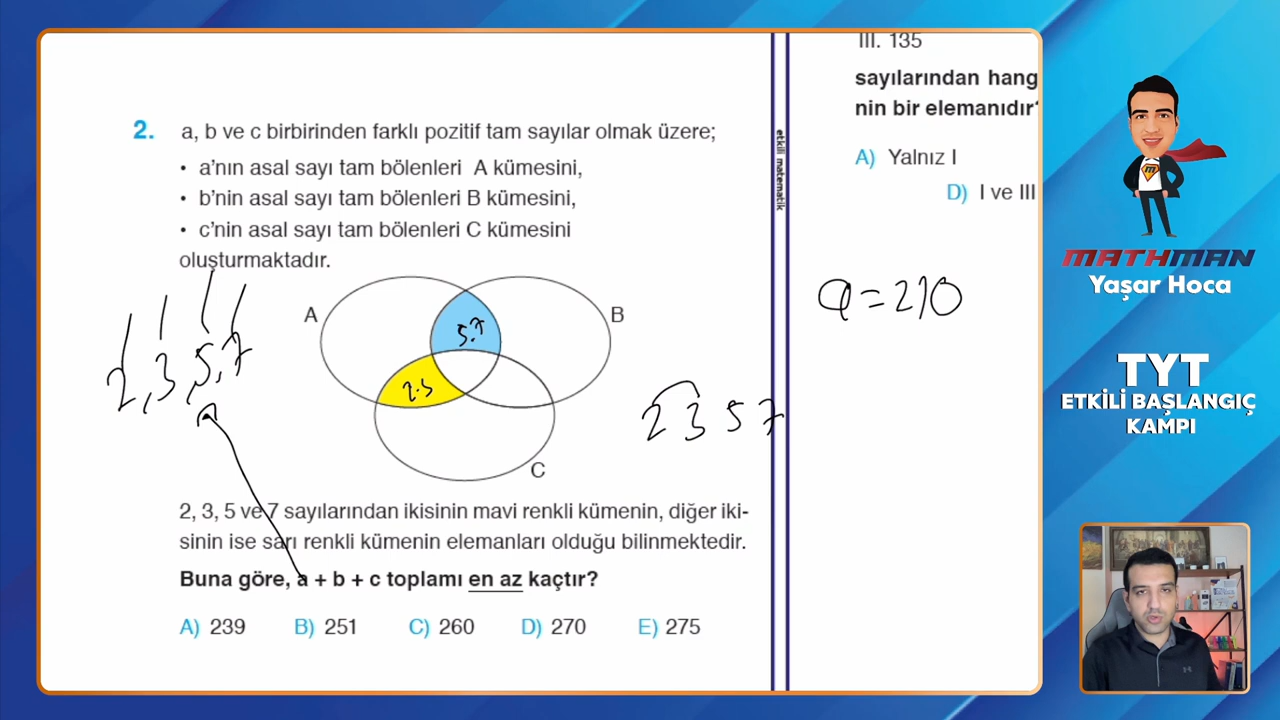 2. a, b ve c birbirinden farklı pozitif tam sayılar olmak üzere;
• a'nın asal sayı tam bölenleri A kümesini,
• b'nin asal sayı tam bölenleri B kümesini,
• c'nin asal sayı tam bölenleri C kümesini
oluşturmaktadır.
2, 3, 5, 7
a
A
B
C
5.7
2.3
2 3 5 7
2, 3, 5 ve 7 sayılarından ikisinin mavi renkli kümenin, diğer iki-
sinin ise sarı renkli kümenin elemanları olduğu bilinmektedir.
Buna göre, a + b + c toplamı en az kaçtır?
A) 239 B) 251 C) 260 D) 270 E) 275
etkili matematik
III. 135
sayılarından hang
nin bir elemanıdır?
A) Yalnız I
D) I ve III
a=210
m
MATHMAN
Yaşar Hoca
TYT
ETKİLİ BAŞLANGIÇ
KAMPI